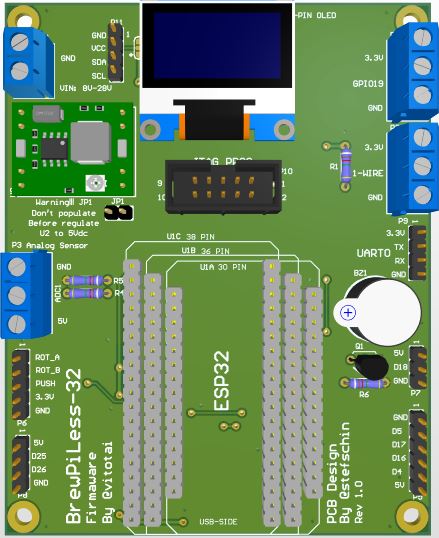 -PIN OLED
GND
VCC
SDA
SCL
1
GND
VIN: 8V-28V
3.3V
GPIO19
GND
3.3V
1-WIRE
GND
R1
JTAG PROG
9
10
1
2
Warning!!! JP1
Don't populate
Before regulate
U2 to 5Vdc
JP1
P3 Analog Sensor
GND
ADC1
5V
R5
R4
U1C 38 PIN
U1B 36 PIN
U1A 30 PIN
P9
3.3V
TX
RX
GND
UART0
BZ1
Q1
R6
5V
D18
GND
P7
ROT_A
ROT_B
PUSH
3.3V
GND
P6
5V
D25
D26
GND
P8
GND
D5
D17
D16
D4
5V
P5
ESP32
BrewPiLess-32
Firmaware
By @vitotai
PCB Design
By @stefschin
Rev 1.0
USB-SIDE